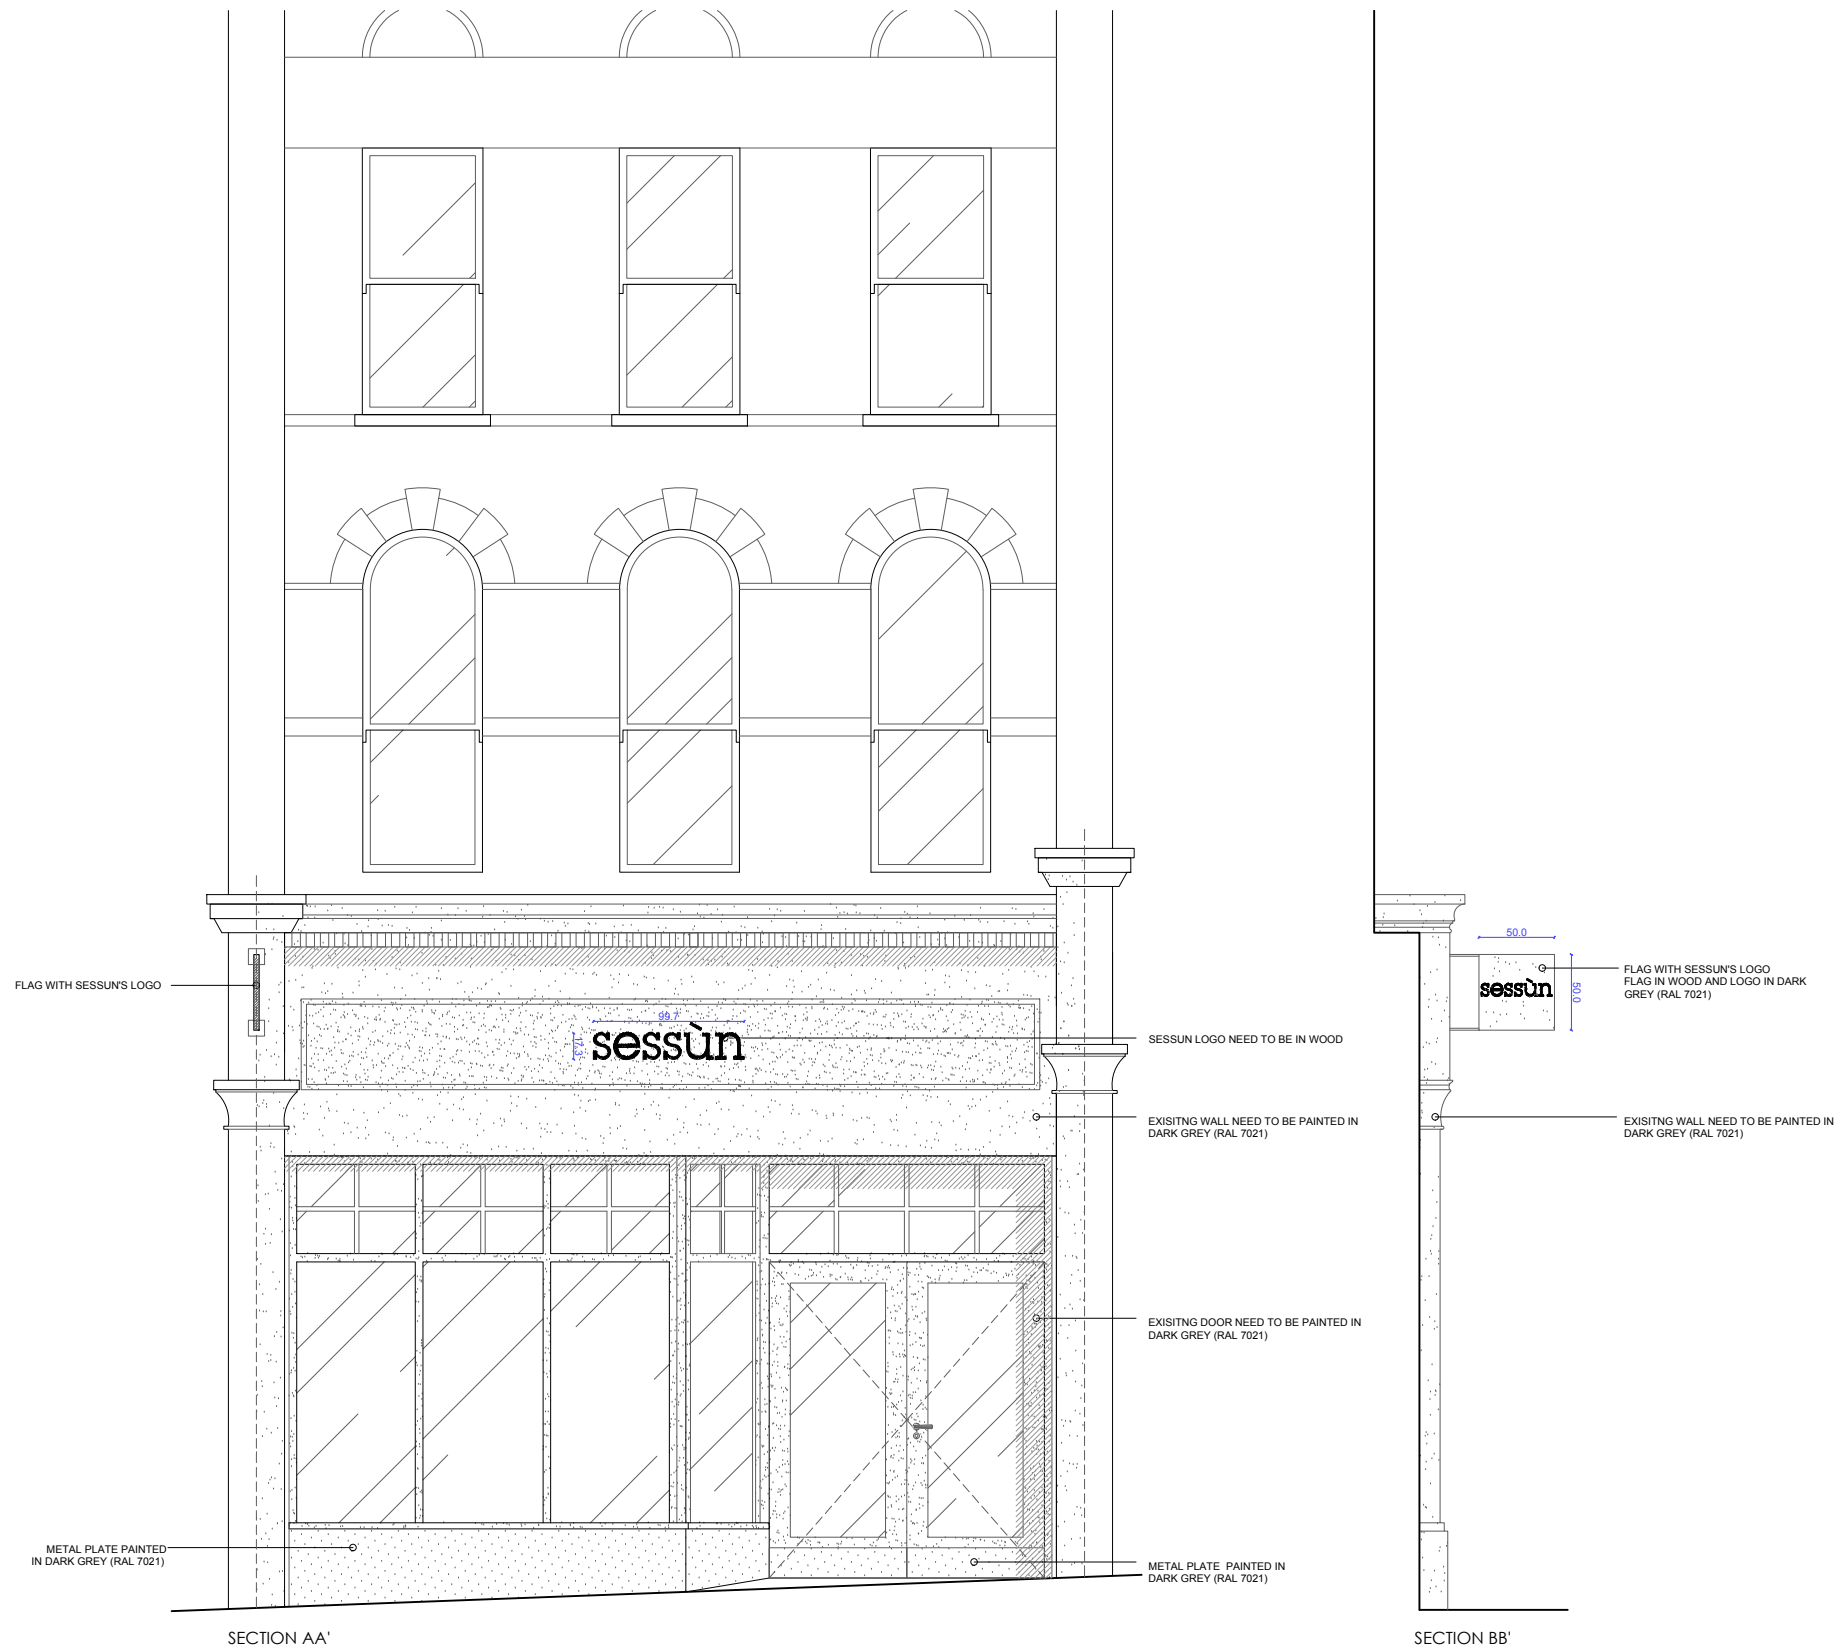 50.0
FLAG WITH SESSUN'S LOGO
FLAG WITH SESSUN'S LOGO
FLAG IN WOOD AND LOGO IN DARK
GREY (RAL 7021)
sessùn
50.0
99.7
17.3
sessùn
SESSUN LOGO NEED TO BE IN WOOD
EXISITNG WALL NEED TO BE PAINTED IN
DARK GREY (RAL 7021)
EXISITNG WALL NEED TO BE PAINTED IN
DARK GREY (RAL 7021)
EXISITNG DOOR NEED TO BE PAINTED IN
DARK GREY (RAL 7021)
METAL PLATE PAINTED
IN DARK GREY (RAL 7021)
METAL PLATE PAINTED IN
DARK GREY (RAL 7021)
SECTION AA'
SECTION BB'